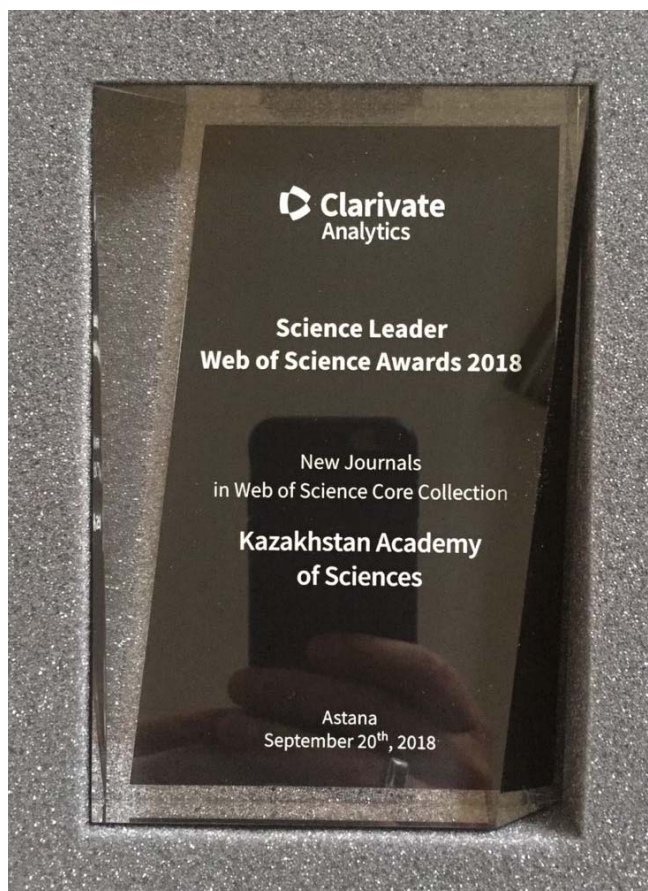 Clarivate
Analytics
Science Leader
Web of Science Awards 2018
New Journals
in Web of Science Core Collection
Kazakhstan Academy
of Sciences
Astana
September 20th, 2018